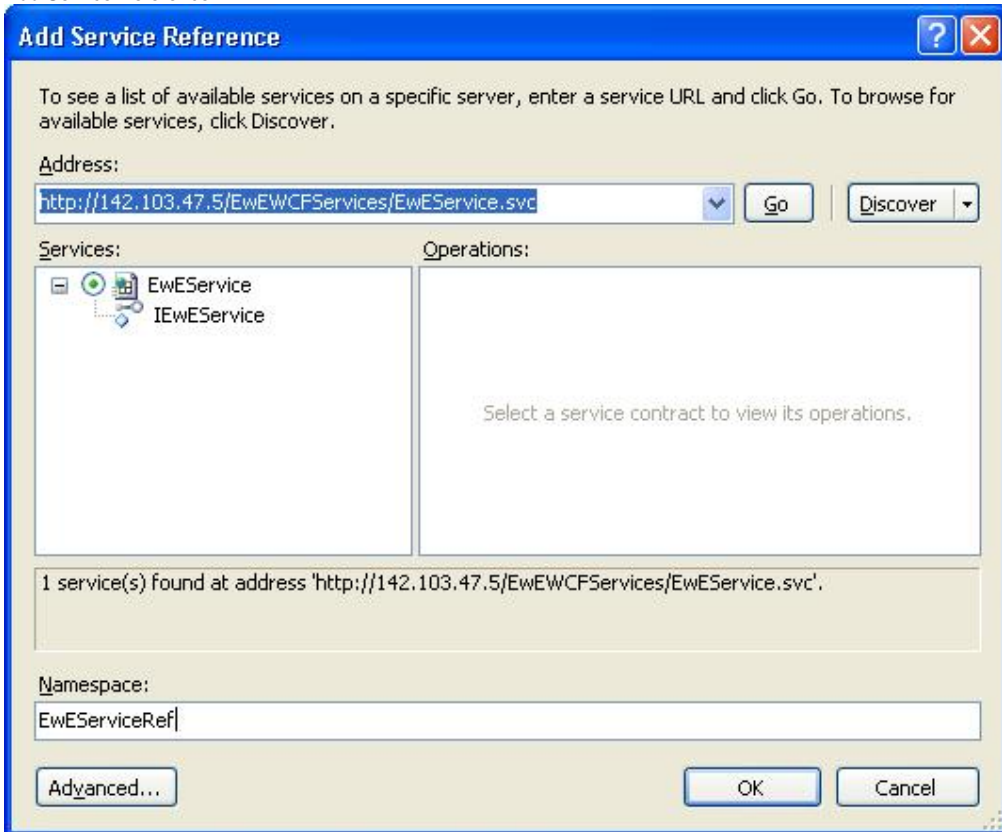 Add Service Reference
To see a list of available services on a specific server, enter a service URL and click Go. To browse for
available services, click Discover.
Address:
http://142.103.47.5/EwEWCFServices/EwEService.svc
Go
Discover
Services:
Operations:
EwEService
IEwEService
Select a service contract to view its operations.
1 service(s) found at address 'http://142.103.47.5/EwEWCFServices/EwEService.svc'.
Namespace:
EwEServiceRef
Advanced...
OK
Cancel